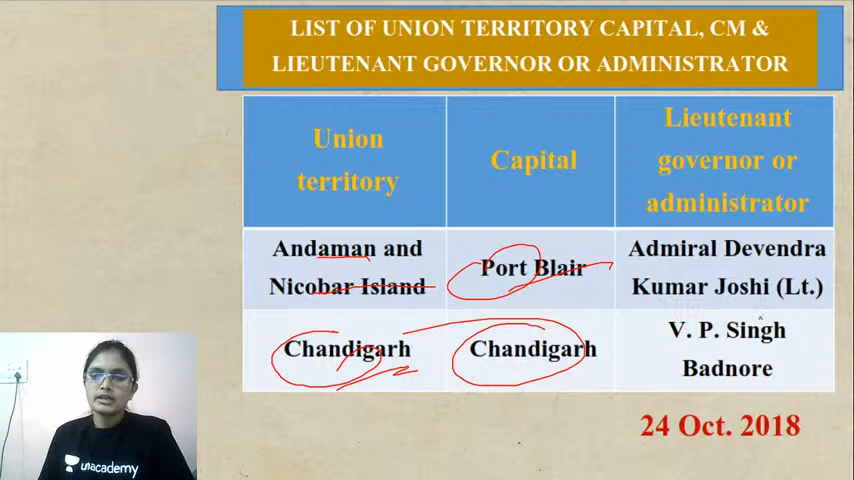 LIST OF UNION TERRITORY CAPITAL, CM &
LIEUTENANT GOVERNOR OR ADMINISTRATOR
Union
territory
Capital
Lieutenant
governor or
administrator
Andaman and
Nicobar Island
Port Blair
Admiral Devendra
Kumar Joshi (Lt.)
Chandigarh
Chandigarh
V. P. Singh
Badnore
24 Oct. 2018
unacademy